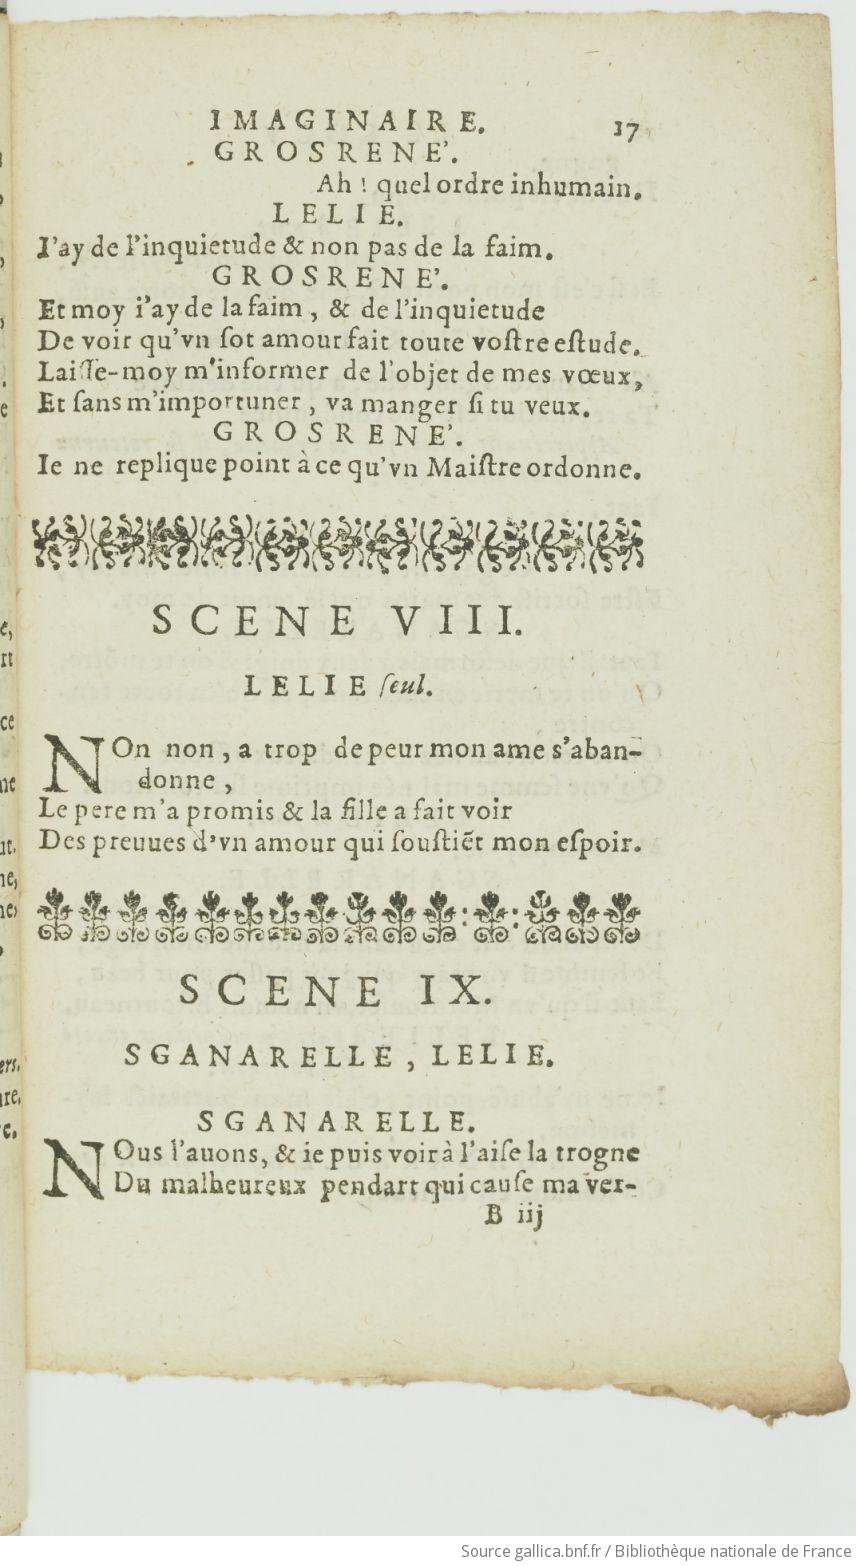 IMAGINAIRE. 17
GROSRENE'.
Ah ! quel ordre inhumain.
LELIE.
I'ay de l'inquietude & non pas de la faim.
GROSRENE'.
Et moy i'ay de la faim, & de l'inquietude
De voir qu'vn ſot amour fait toute voſtre eſtude.
Laiſſe-moy m'informer de l'objet de mes vœux,
Et ſans m'importuner, va manger ſi tu veux.
GROSRENE'.
Ie ne replique point à ce qu'vn Maiſtre ordonne.
SCENE VIII.
LELIE ſeul.
NOn non, a trop de peur mon ame s'aban-
donne,
Le pere m'a promis & la fille a fait voir
Des preuues d'vn amour qui ſouſtiẽt mon eſpoir.
SCENE IX.
SGANARELLE, LELIE.
SGANARELLE.
NOus l'auons, & ie puis voir à l'aiſe la trogne
Du malheureux pendart qui cauſe ma ver-
B iij
Source gallica.bnf.fr / Bibliothèque nationale de France